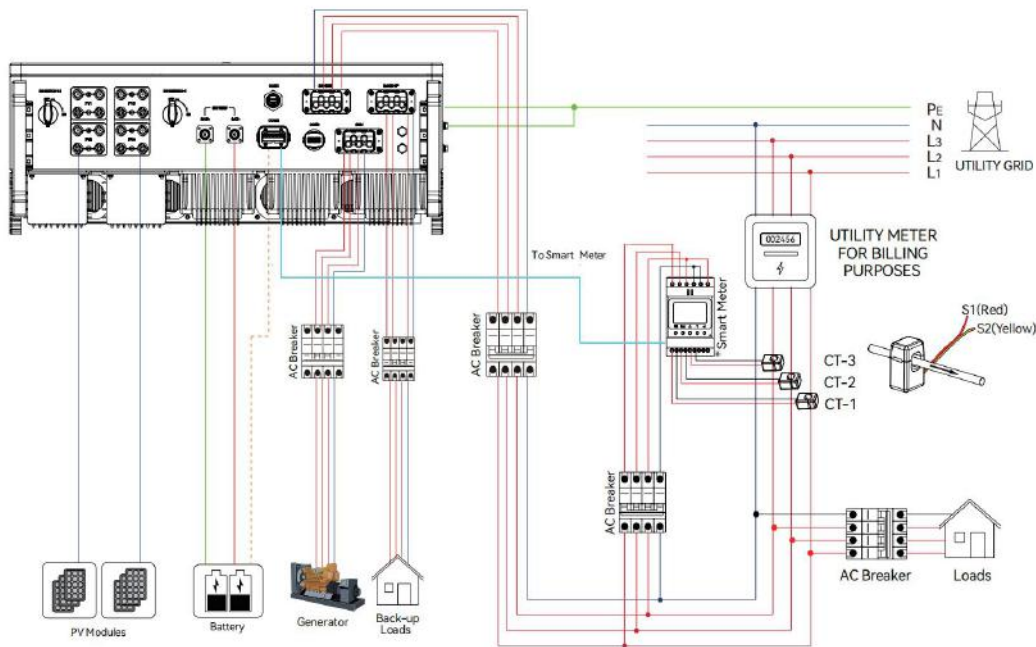 PE
N
L3
L2
L1
UTILITY GRID
002456
UTILITY METER
FOR BILLING
PURPOSES
To Smart Meter
Smart Meter
S1(Red)
S2(Yellow)
CT-3
CT-2
CT-1
AC Breaker
AC Breaker
AC Breaker
AC Breaker
AC Breaker
Loads
PV Modules
Battery
Generator
Back-up
Loads